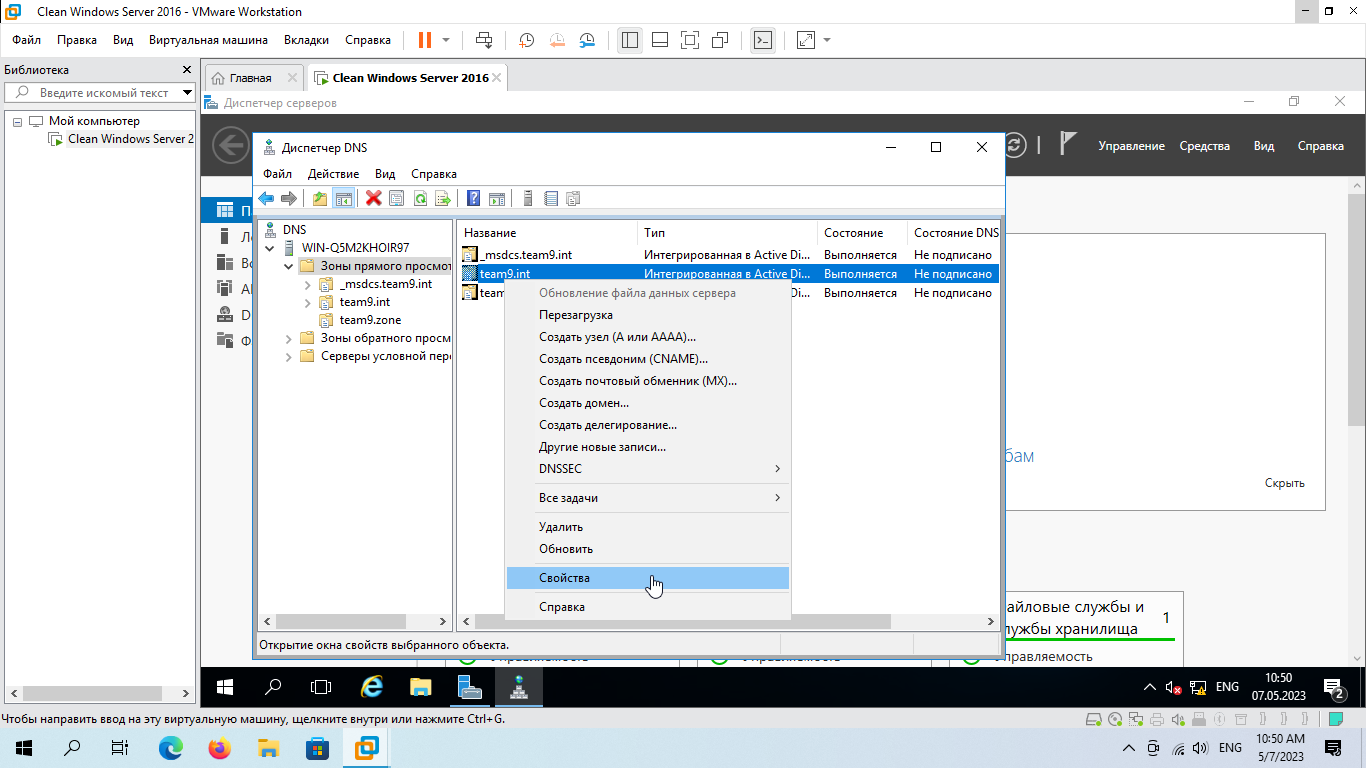 Clean Windows Server 2016 - VMware Workstation
Файл Правка Вид Виртуальная машина Вкладки Справка
Библиотека
Введите искомый текст
Мой компьютер
Clean Windows Server 2
Главная
Clean Windows Server 2016
Диспетчер серверов
Управление Средства Вид Справка
Диспетчер DNS
Файл Действие Вид Справка
DNS
WIN-Q5M2KHOIR97
Зоны прямого просмот
_msdcs.team9.int
team9.int
team9.zone
Зоны обратного просм
Серверы условной пер
Название Тип Состояние Состояние DNS
_msdcs.team9.int Интегрированная в Active Di... Выполняется Не подписано
team9.int Интегрированная в Active Di... Выполняется Не подписано
team Di... Выполняется Не подписано
Обновление файла данных сервера
Перезагрузка
Создать узел (A или AAAA)...
Создать псевдоним (CNAME)...
Создать почтовый обменник (MX)...
Создать домен...
Создать делегирование...
Другие новые записи...
DNSSEC
Все задачи
Удалить
Обновить
Свойства
Справка
Открытие окна свойств выбранного объекта.
бам
Скрыть
айловые службы и
лужбы хранилища
1
ENG
10:50
07.05.2023
2
Чтобы направить ввод на эту виртуальную машину, щелкните внутри или нажмите Ctrl+G.
ENG
10:50 AM
5/7/2023